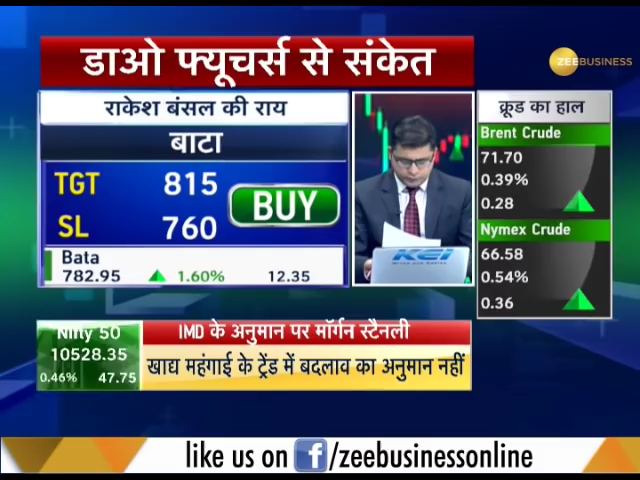 डाओ फ्यूचर्स से संकेत
ZEEBUSINESS
राकेश बंसल की राय
बाटा
TGT 815
SL 760
BUY
Bata
782.95 1.60% 12.35
KEI
क्रूड का हाल
Brent Crude
71.70
0.39%
0.28
Nymex Crude
66.58
0.54%
0.36
Nifty 50
10528.35
0.46% 47.75
IMD के अनुमान पर मॉर्गन स्टैनली
खाद्य महंगाई के ट्रेंड में बदलाव का अनुमान नहीं
like us on f/zeebusinessonline